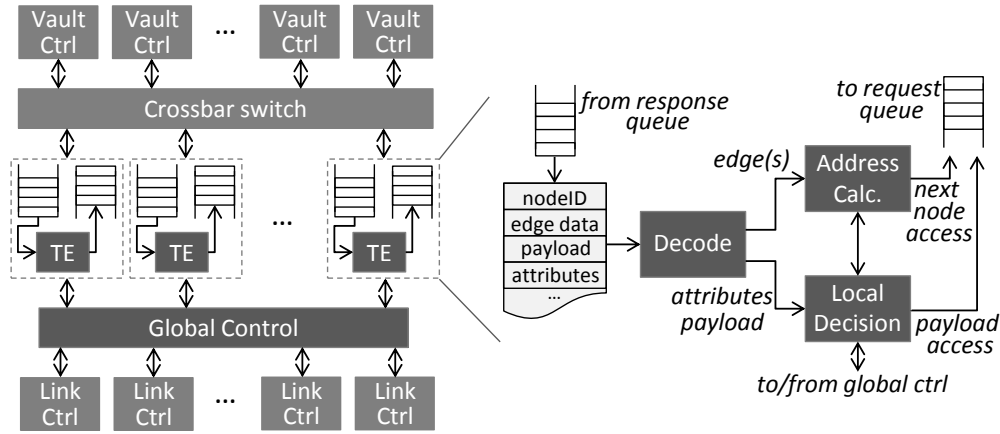 Vault Ctrl
Vault Ctrl
...
Vault Ctrl
Vault Ctrl
Crossbar switch
TE
TE
...
TE
Global Control
Link Ctrl
Link Ctrl
...
Link Ctrl
Link Ctrl
from response
queue
to request
queue
nodeID
edge data
payload
attributes
...
Decode
edge(s)
Address
Calc.
next
node
access
attributes
payload
Local
Decision
payload
access
to/from global ctrl